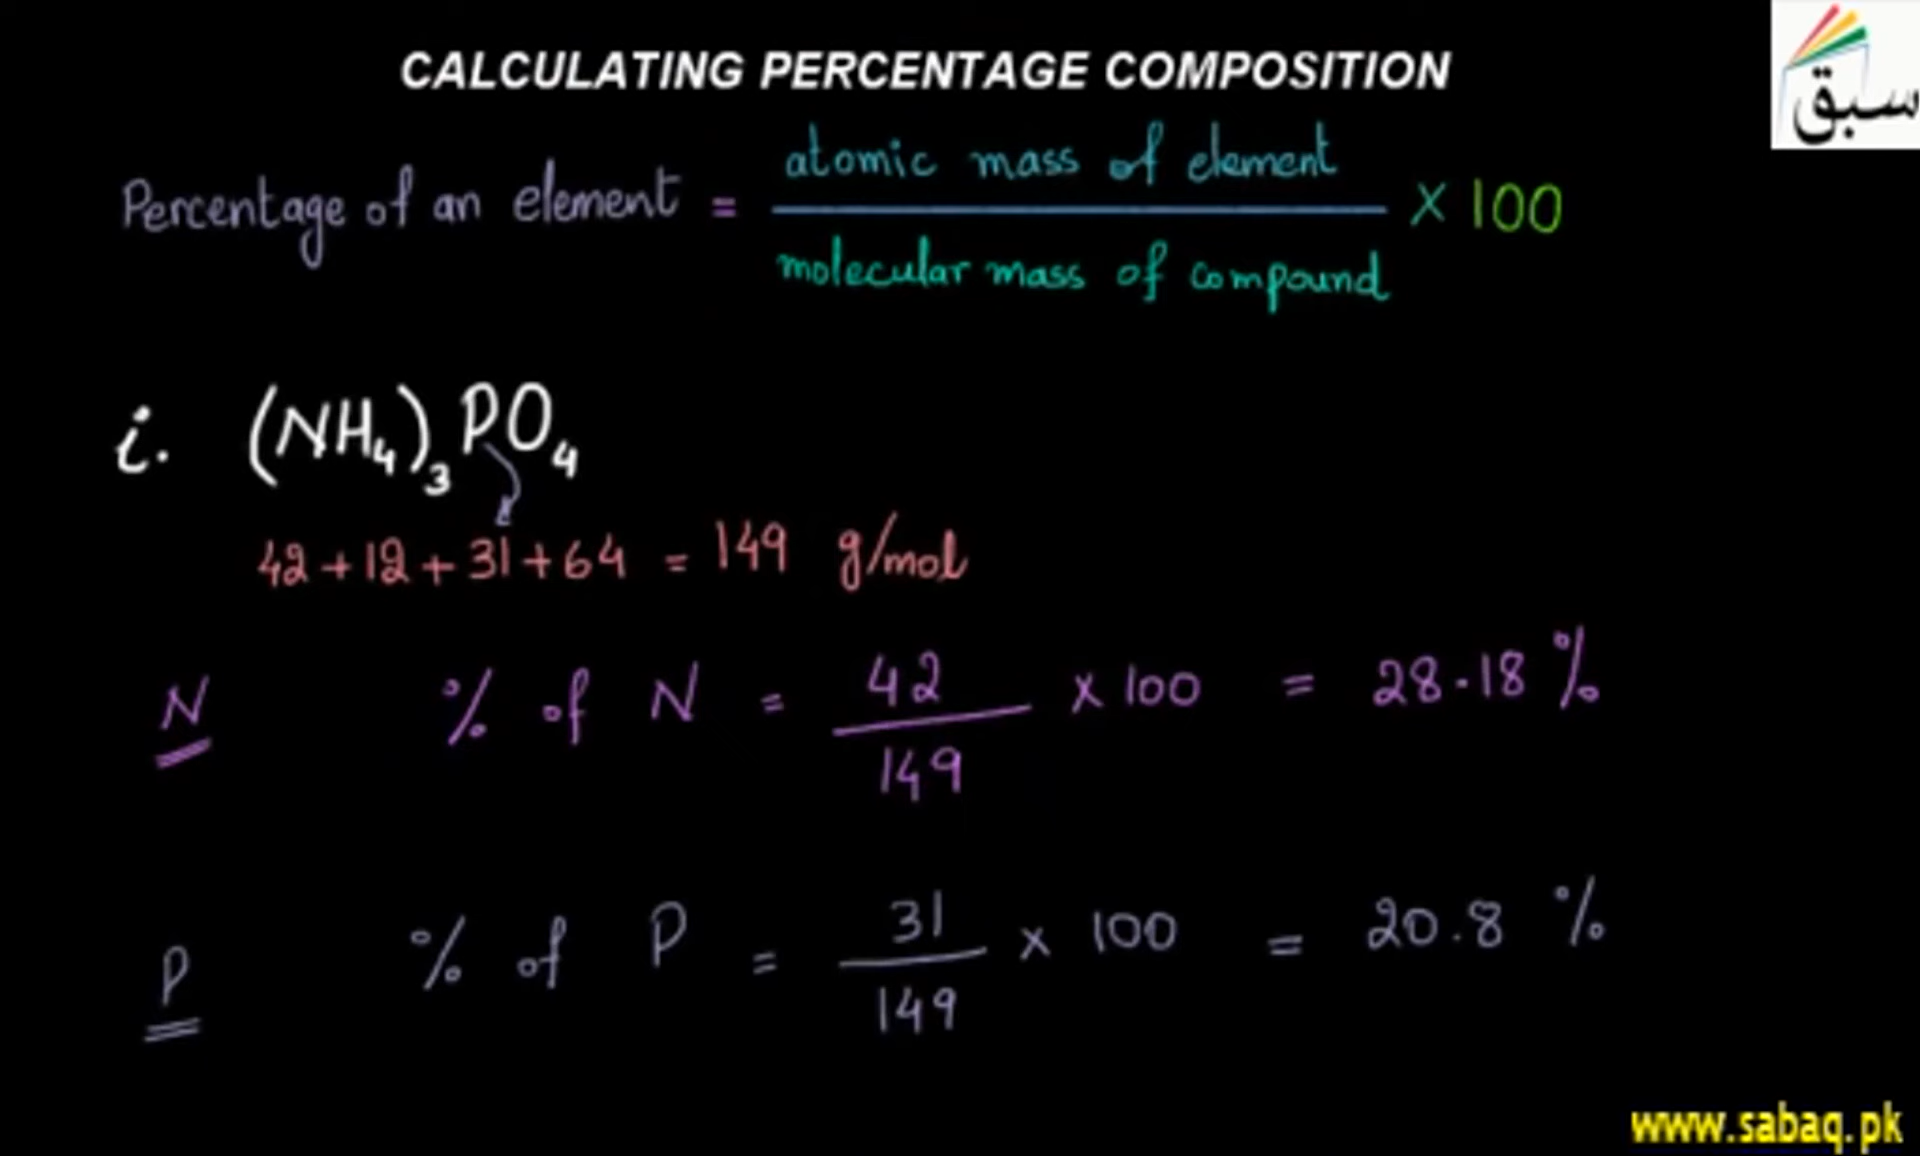 CALCULATING PERCENTAGE COMPOSITION
سبق
Percentage of an element = atomic mass of element / molecular mass of compound × 100
i. (NH₄)₃PO₄
42 + 12 + 31 + 64 = 149 g/mol
N % of N = 42 / 149 × 100 = 28.18 %
P % of P = 31 / 149 × 100 = 20.8 %
www.sabaq.pk